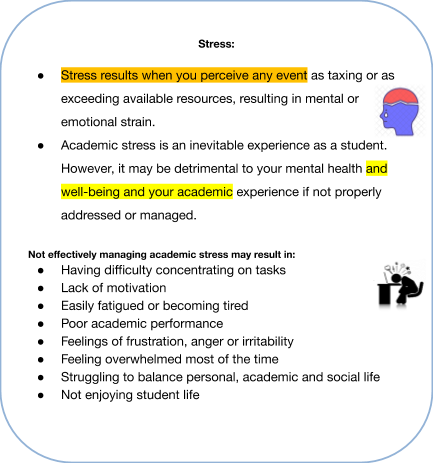 Stress:
● Stress results when you perceive any event as taxing or as
exceeding available resources, resulting in mental or
emotional strain.
● Academic stress is an inevitable experience as a student.
However, it may be detrimental to your mental health and
well-being and your academic experience if not properly
addressed or managed.
Not effectively managing academic stress may result in:
● Having difficulty concentrating on tasks
● Lack of motivation
● Easily fatigued or becoming tired
● Poor academic performance
● Feelings of frustration, anger or irritability
● Feeling overwhelmed most of the time
● Struggling to balance personal, academic and social life
● Not enjoying student life